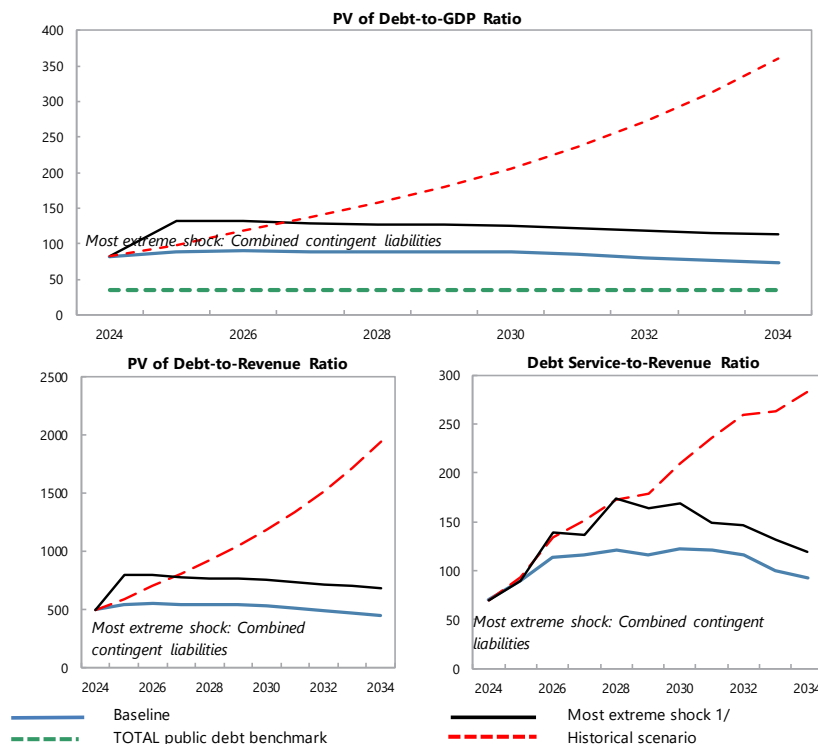 PV of Debt-to-GDP Ratio
400
350
300
250
200
150
100
50
0
Most extreme shock: Combined contingent liabilities
2024 2026 2028 2030 2032 2034
PV of Debt-to-Revenue Ratio
2500
2000
1500
1000
500
0
Most extreme shock: Combined
contingent liabilities
2024 2026 2028 2030 2032 2034
Debt Service-to-Revenue Ratio
300
250
200
150
100
50
0
Most extreme shock: Combined contingent
liabilities
2024 2026 2028 2030 2032 2034
Baseline
Most extreme shock 1/
TOTAL public debt benchmark
Historical scenario